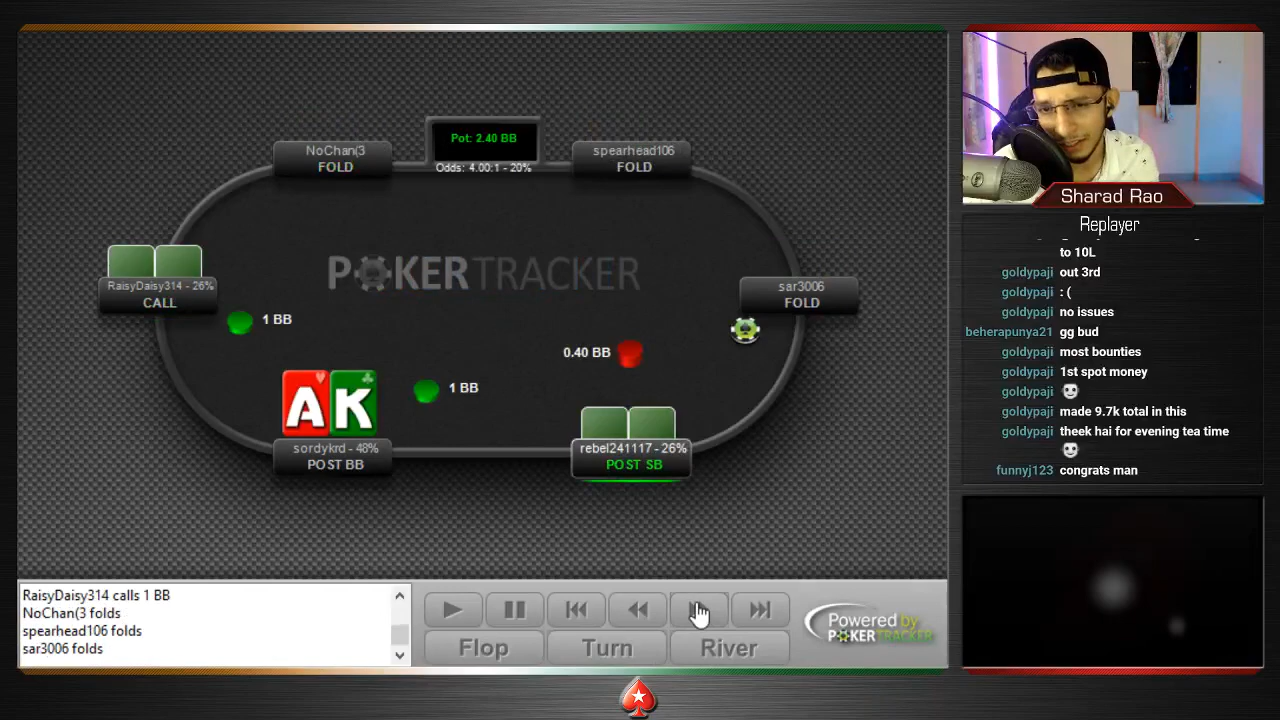 Pot: 2.40 BB
Odds: 4.00:1 - 20%
NoChan(3
FOLD
spearhead106
FOLD
RaisyDaisy314 - 26%
CALL
1 BB
POKERTRACKER
sar3006
FOLD
0.40 BB
A K
1 BB
sordykrd - 48%
POST BB
rebel241117 - 26%
POST SB
RaisyDaisy314 calls 1 BB
NoChan(3 folds
spearhead106 folds
sar3006 folds
Flop
Turn
River
Powered by
POKERTRACKER
Sharad Rao
Replayer
to 10L
goldypaji out 3rd
goldypaji : (
goldypaji no issues
beherapunya21 gg bud
goldypaji most bounties
goldypaji 1st spot money
goldypaji
goldypaji made 9.7k total in this
goldypaji theek hai for evening tea time
funnyj123 congrats man